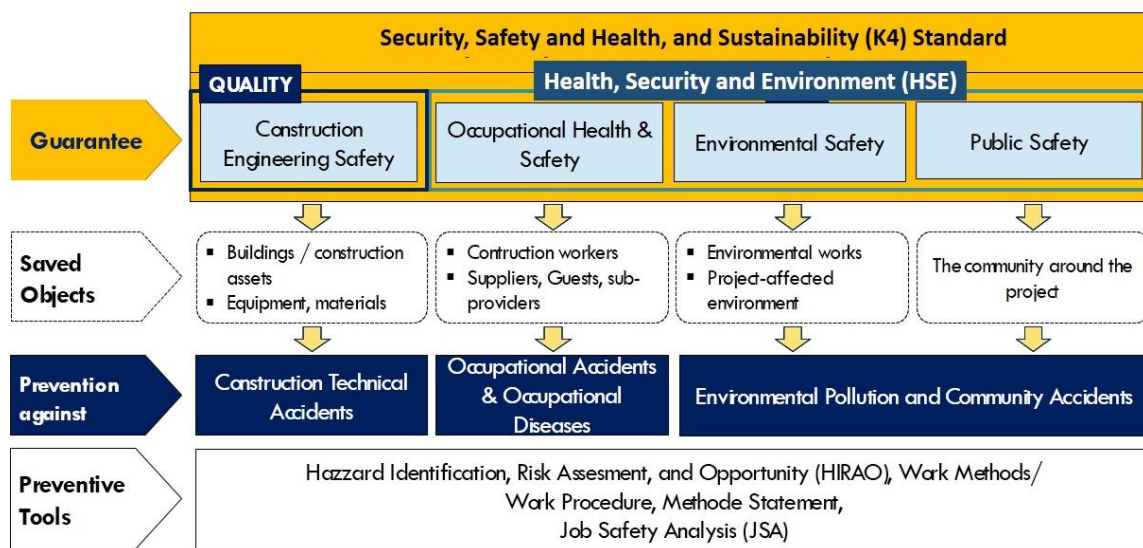 Security, Safety and Health, and Sustainability (K4) Standard
QUALITY
Health, Security and Environment (HSE)
Guarantee
Construction
Engineering Safety
Occupational Health &
Safety
Environmental Safety
Public Safety
Saved
Objects
▪ Buildings / construction
assets
▪ Equipment, materials
▪ Contruction workers
▪ Suppliers, Guests, sub-
providers
▪ Environmental works
▪ Project-affected
environment
The community around the
project
Prevention
against
Construction Technical
Accidents
Occupational Accidents
& Occupational
Diseases
Environmental Pollution and Community Accidents
Preventive
Tools
Hazzard Identification, Risk Assesment, and Opportunity (HIRAO), Work Methods/
Work Procedure, Methode Statement,
Job Safety Analysis (JSA)